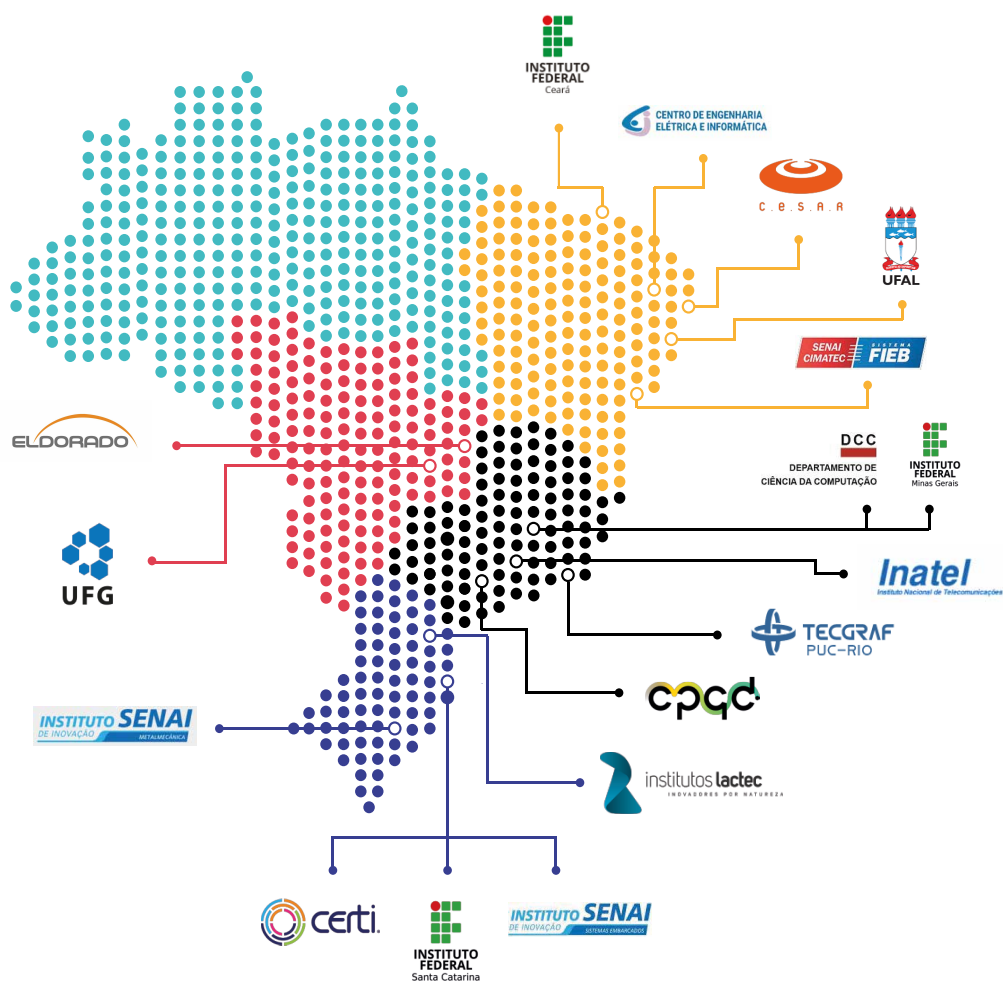 INSTITUTO
FEDERAL
Ceará
CENTRO DE ENGENHARIA
ELÉTRICA E INFORMÁTICA
C.e.S.A.R
UFAL
SENAI
CIMATEC
SISTEMA
FIEB
ELDORADO
DCC
DEPARTAMENTO DE
CIÊNCIA DA COMPUTAÇÃO
INSTITUTO
FEDERAL
Minas Gerais
UFG
Inatel
Instituto Nacional de Telecomunicações
TECGRAF
PUC-RIO
cpqd
INSTITUTO SENAI
DE INOVAÇÃO
METALMECÂNICA
institutos lactec
INOVADORES POR NATUREZA
CERTI.
INSTITUTO
FEDERAL
Santa Catarina
INSTITUTO SENAI
DE INOVAÇÃO
SISTEMAS EMBARCADOS